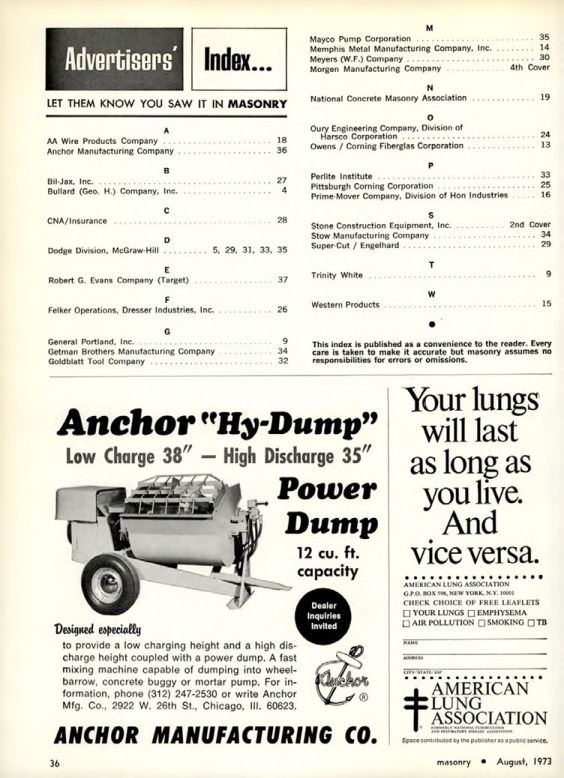 Advertisers'
Index...
LET THEM KNOW YOU SAW IT IN MASONRY
A
AA Wire Products Company . . . . . . . . . . 18
Anchor Manufacturing Company . . . . . . . . . . 36
B
Bil-Jax, Inc. . . . . . . . . . . 27
Bullard (Geo. H.) Company, Inc. . . . . . . . . . . 4
C
CNA/Insurance . . . . . . . . . . 28
D
Dodge Division, McGraw-Hill . . . . . . . . . 5, 29, 31, 33, 35
E
Robert G. Evans Company (Target) . . . . . . . . . . 37
F
Felker Operations, Dresser Industries, Inc. . . . . . . . . . . 26
G
General Portland, Inc. . . . . . . . . . . 9
Getman Brothers Manufacturing Company . . . . . . . . . . 34
Goldblatt Tool Company . . . . . . . . . . 32
M
Mayco Pump Corporation . . . . . . . . . . 35
Memphis Metal Manufacturing Company, Inc. . . . . . . . . 14
Meyers (W.F.) Company . . . . . . . . . . 30
Morgen Manufacturing Company . . . . . . . . . . 4th Cover
N
National Concrete Masonry Association . . . . . . . . . . 19
O
Oury Engineering Company, Division of
Harsco Corporation . . . . . . . . . . 24
Owens / Corning Fiberglas Corporation . . . . . . . . . . 13
P
Perlite Institute . . . . . . . . . . 33
Pittsburgh Corning Corporation . . . . . . . . . . 25
Prime-Mover Company, Division of Hon Industries . . . . . 16
S
Stone Construction Equipment, Inc. . . . . . . . . . . 2nd Cover
Stow Manufacturing Company . . . . . . . . . . 34
Super-Cut / Engelhard . . . . . . . . . . 29
T
Trinity White . . . . . . . . . . 9
W
Western Products . . . . . . . . . . 15
●
This index is published as a convenience to the reader. Every
care is taken to make it accurate but masonry assumes no
responsibilities for errors or omissions.
Anchor "Hy-Dump"
Low Charge 38" — High Discharge 35"
Power
Dump
12 cu. ft.
capacity
Dealer
Inquiries
Invited
Designed especially
to provide a low charging height and a high dis-
charge height coupled with a power dump. A fast
mixing machine capable of dumping into wheel-
barrow, concrete buggy or mortar pump. For in-
formation, phone (312) 247-2530 or write Anchor
Mfg. Co., 2922 W. 26th St., Chicago, Ill. 60623.
Anchor
®
ANCHOR MANUFACTURING CO.
Your lungs
will last
as long as
you live.
And
vice versa.
AMERICAN LUNG ASSOCIATION
G.P.O. BOX 596, NEW YORK, N.Y. 10001
CHECK CHOICE OF FREE LEAFLETS
☐ YOUR LUNGS ☐ EMPHYSEMA
☐ AIR POLLUTION ☐ SMOKING ☐ TB
NAME
ADDRESS
CITY/STATE/ZIP
AMERICAN
LUNG
ASSOCIATION
FORMERLY NATIONAL TUBERCULOSIS
AND RESPIRATORY DISEASE ASSOCIATION
Space contributed by the publisher as a public service.
36
masonry ● August, 1973